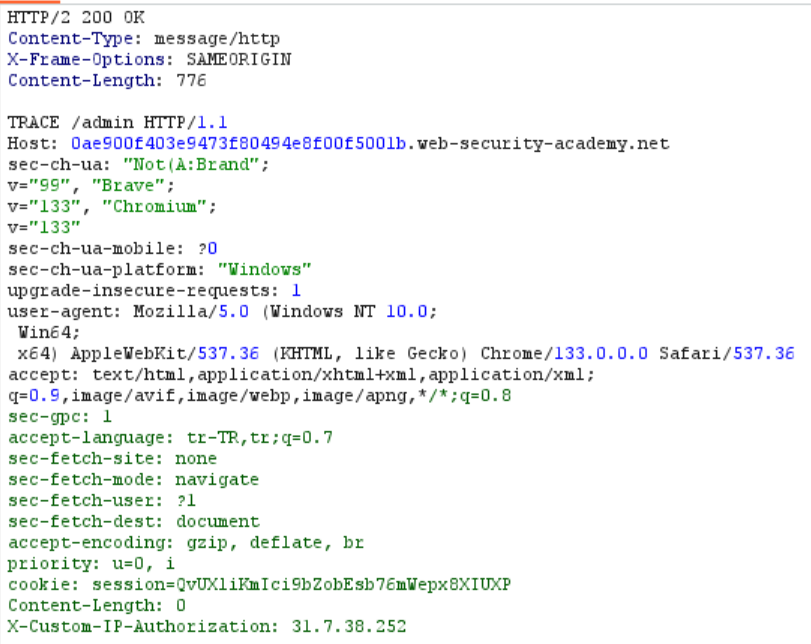 HTTP/2 200 OK
Content-Type: message/http
X-Frame-Options: SAMEORIGIN
Content-Length: 776
TRACE /admin HTTP/1.1
Host: 0ae900f403e9473f80494e8f00f5001b.web-security-academy.net
sec-ch-ua: "Not(A:Brand";
v="99", "Brave";
v="133", "Chromium";
v="133"
sec-ch-ua-mobile: ?0
sec-ch-ua-platform: "Windows"
upgrade-insecure-requests: 1
user-agent: Mozilla/5.0 (Windows NT 10.0;
Win64;
x64) AppleWebKit/537.36 (KHTML, like Gecko) Chrome/133.0.0.0 Safari/537.36
accept: text/html,application/xhtml+xml,application/xml;
q=0.9,image/avif,image/webp,image/apng,*/*;q=0.8
sec-gpc: 1
accept-language: tr-TR,tr;q=0.7
sec-fetch-site: none
sec-fetch-mode: navigate
sec-fetch-user: ?1
sec-fetch-dest: document
accept-encoding: gzip, deflate, br
priority: u=0, i
cookie: session=QvUXliKmIci9bZobEsb76mWepx8XIUXP
Content-Length: 0
X-Custom-IP-Authorization: 31.7.38.252